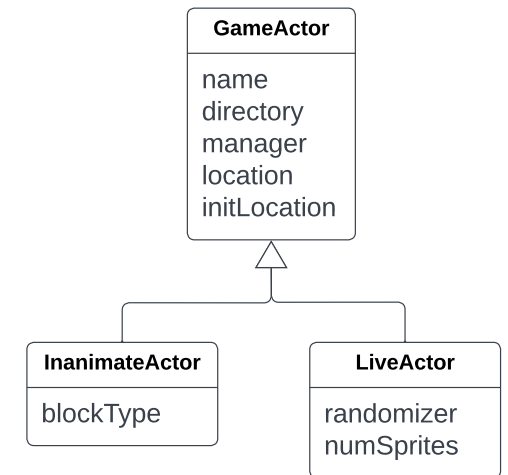 GameActor
name
directory
manager
location
initLocation
InanimateActor
blockType
LiveActor
randomizer
numSprites